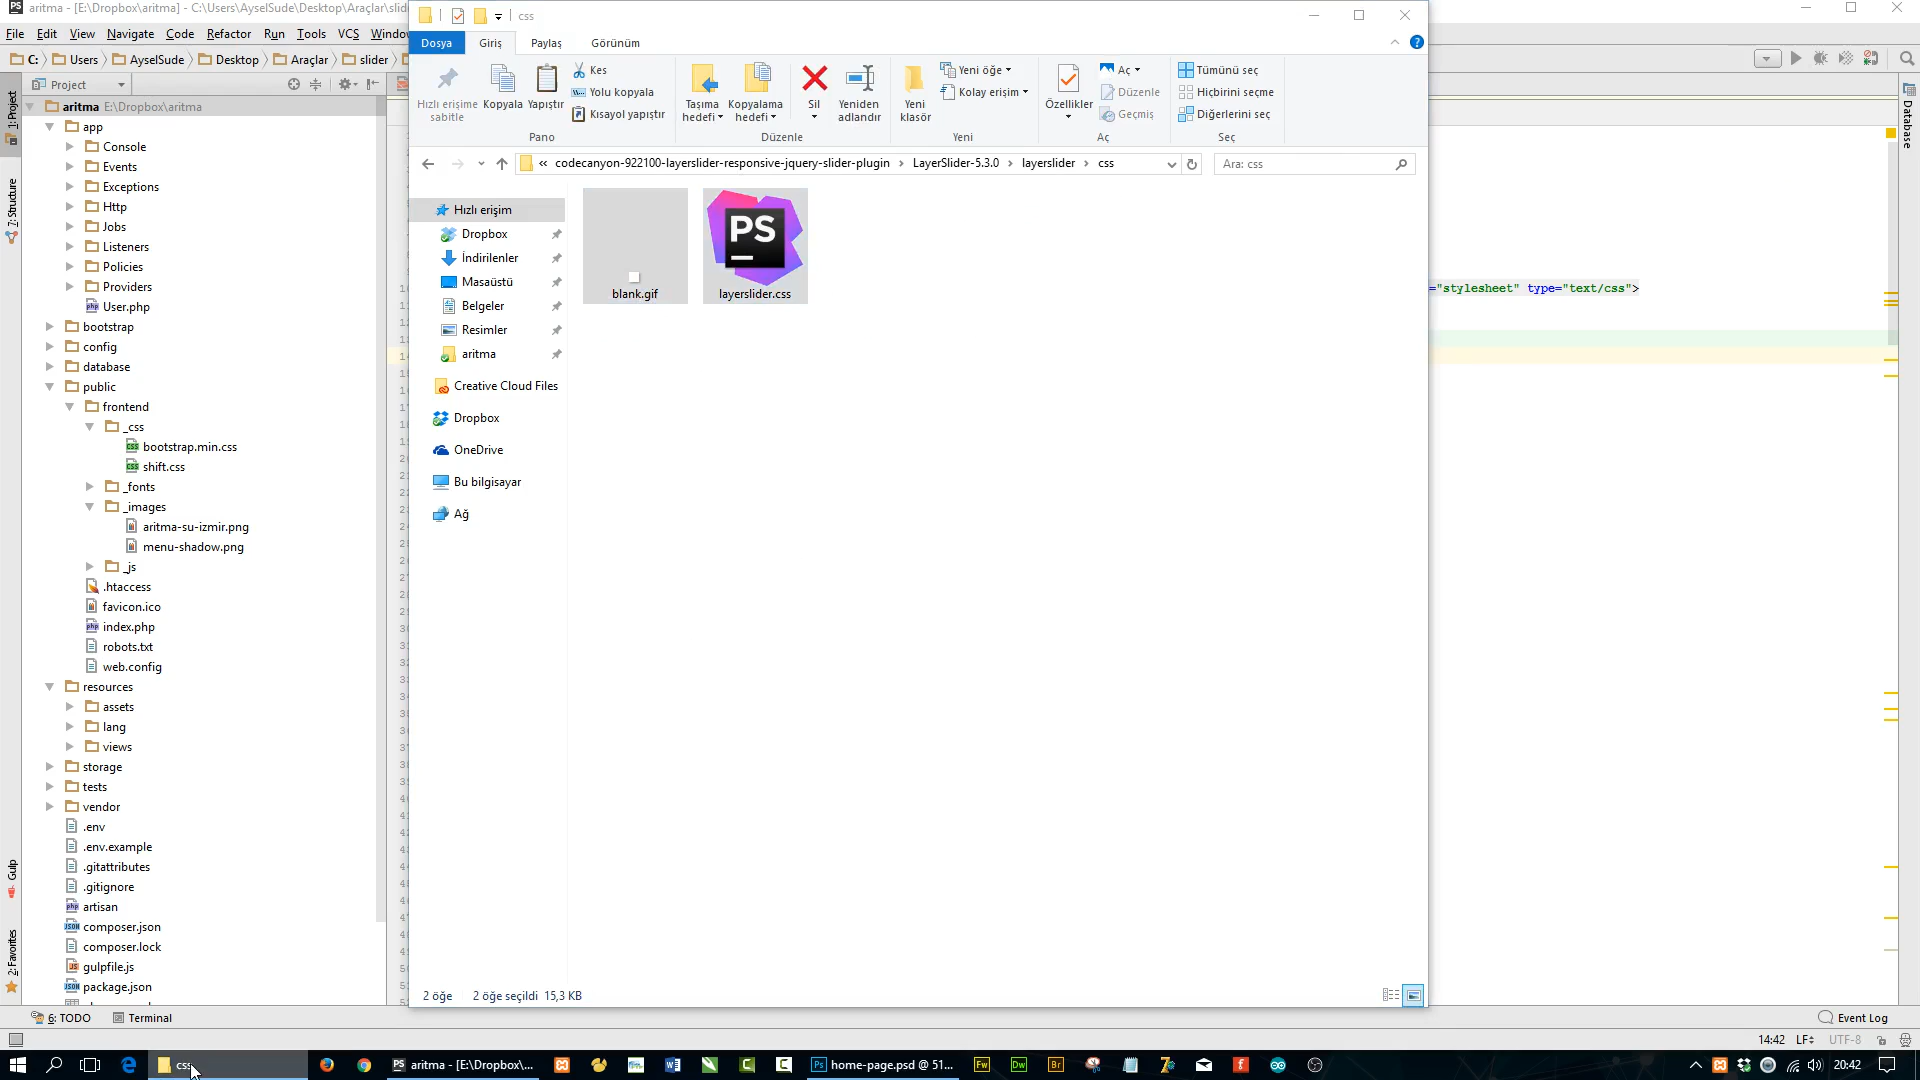 aritma - [E:\Dropbox\aritma] - C:\Users\AyselSude\Desktop\Araçlar\slid
File Edit View Navigate Code Refactor Run Tools VCS Window
C: Users AyselSude Desktop Araçlar slider
Project
aritma E:\Dropbox\aritma
app
Console
Events
Exceptions
Http
Jobs
Listeners
Policies
Providers
User.php
bootstrap
config
database
public
frontend
_css
bootstrap.min.css
shift.css
_fonts
_images
aritma-su-izmir.png
menu-shadow.png
_js
.htaccess
favicon.ico
index.php
robots.txt
web.config
resources
assets
lang
views
storage
tests
vendor
.env
.env.example
.gitattributes
.gitignore
artisan
composer.json
composer.lock
gulpfile.js
package.json
1: Project
7: Structure
Gulp
2: Favorites
css
Dosya Giriş Paylaş Görünüm
Hızlı erişime sabitle
Kopyala
Yapıştır
Kes
Yolu kopyala
Kısayol yapıştır
Pano
Taşıma hedefi
Kopyalama hedefi
Sil
Yeniden adlandır
Düzenle
Yeni klasör
Yeni öğe
Kolay erişim
Yeni
Özellikler
Aç
Düzenle
Geçmiş
Aç
Tümünü seç
Hiçbirini seçme
Diğerlerini seç
Seç
« codecanyon-922100-layerslider-responsive-jquery-slider-plugin › LayerSlider-5.3.0 › layerslider › css
Ara: css
Hızlı erişim
Dropbox
İndirilenler
Masaüstü
Belgeler
Resimler
aritma
Creative Cloud Files
Dropbox
OneDrive
Bu bilgisayar
Ağ
blank.gif
PS
layerslider.css
2 öğe 2 öğe seçildi 15,3 KB
="stylesheet" type="text/css">
Database
6: TODO Terminal
Event Log
14:42 LF UTF-8
css
aritma - [E:\Dropbox\...
home-page.psd @ 51...
20:42